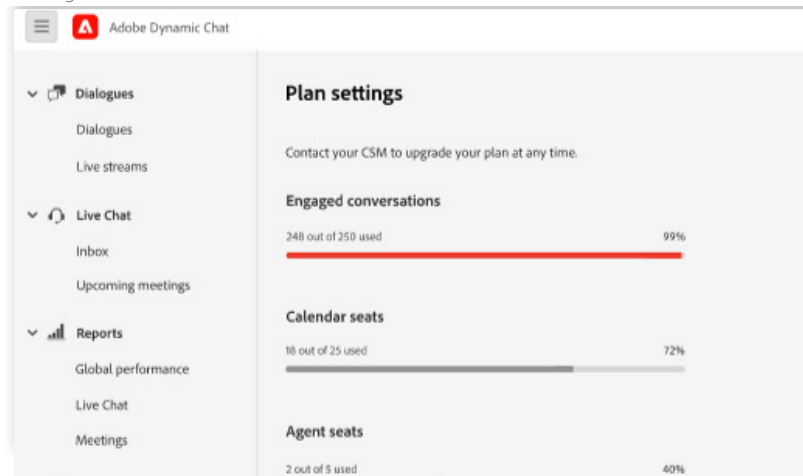 Adobe Dynamic Chat
Dialogues
Dialogues
Live streams
Live Chat
Inbox
Upcoming meetings
Reports
Global performance
Live Chat
Meetings
Plan settings
Contact your CSM to upgrade your plan at any time.
Engaged conversations
248 out of 250 used 99%
Calendar seats
18 out of 25 used 72%
Agent seats
2 out of 5 used 40%